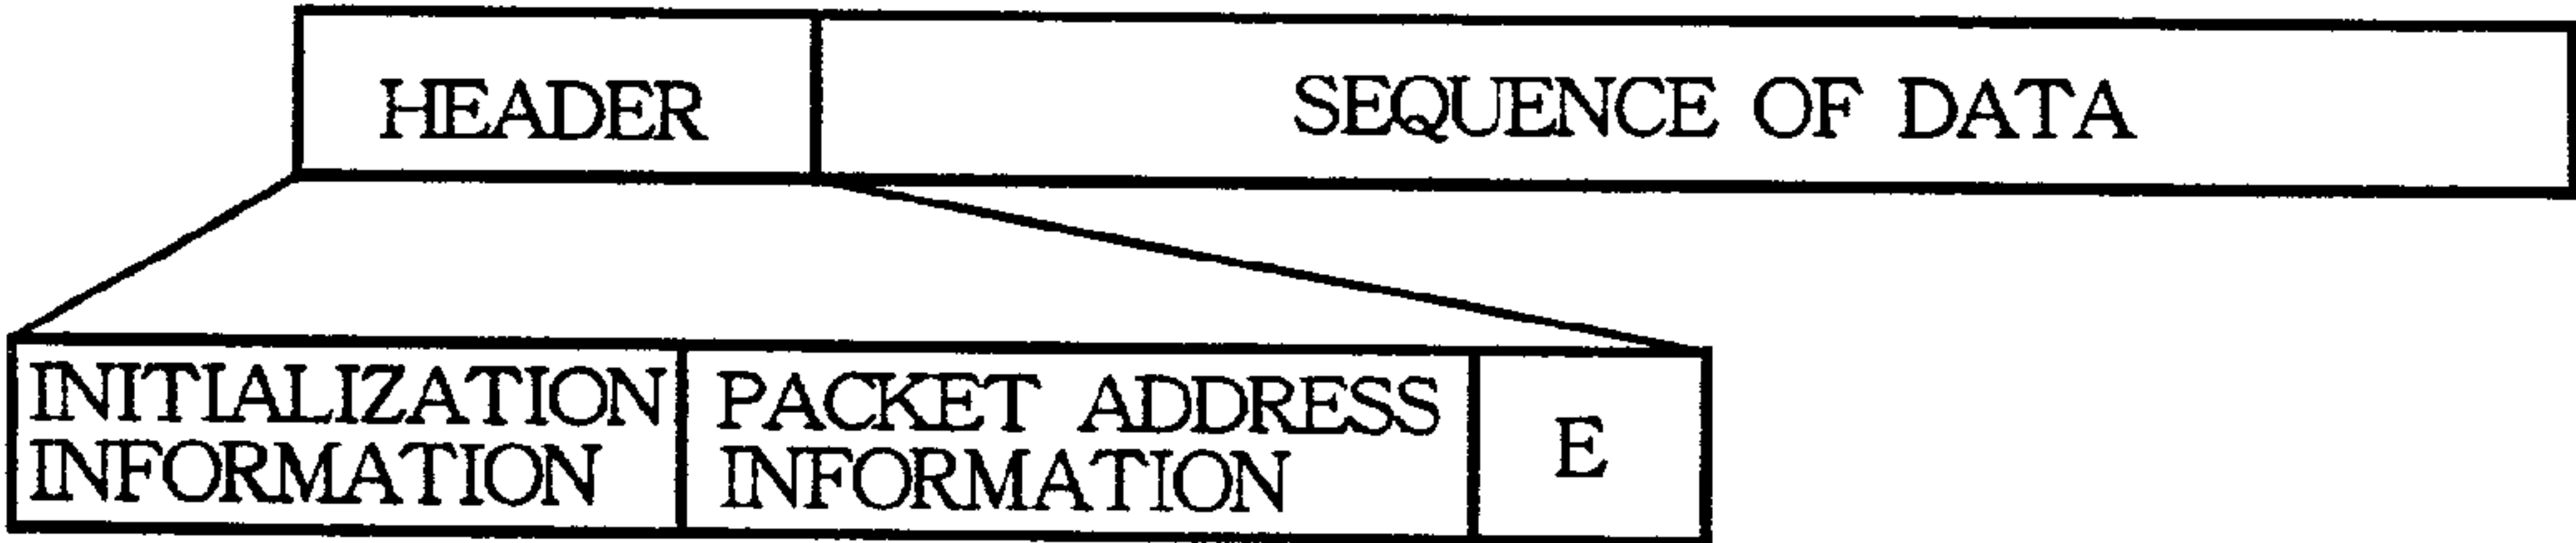 HEADER
SEQUENCE OF DATA
INITIALIZATION
INFORMATION
PACKET ADDRESS
INFORMATION
E